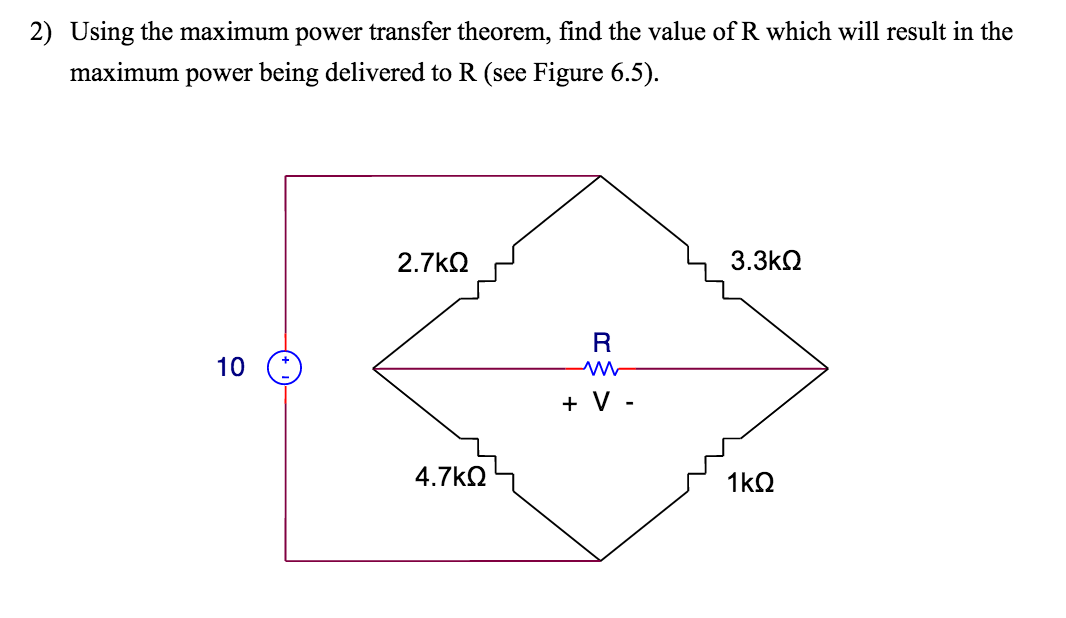 2) Using the maximum power transfer theorem, find the value of R which will result in the
maximum power being delivered to R (see Figure 6.5).
2.7kΩ
3.3kΩ
R
10
+
-
+ V -
4.7kΩ
1kΩ